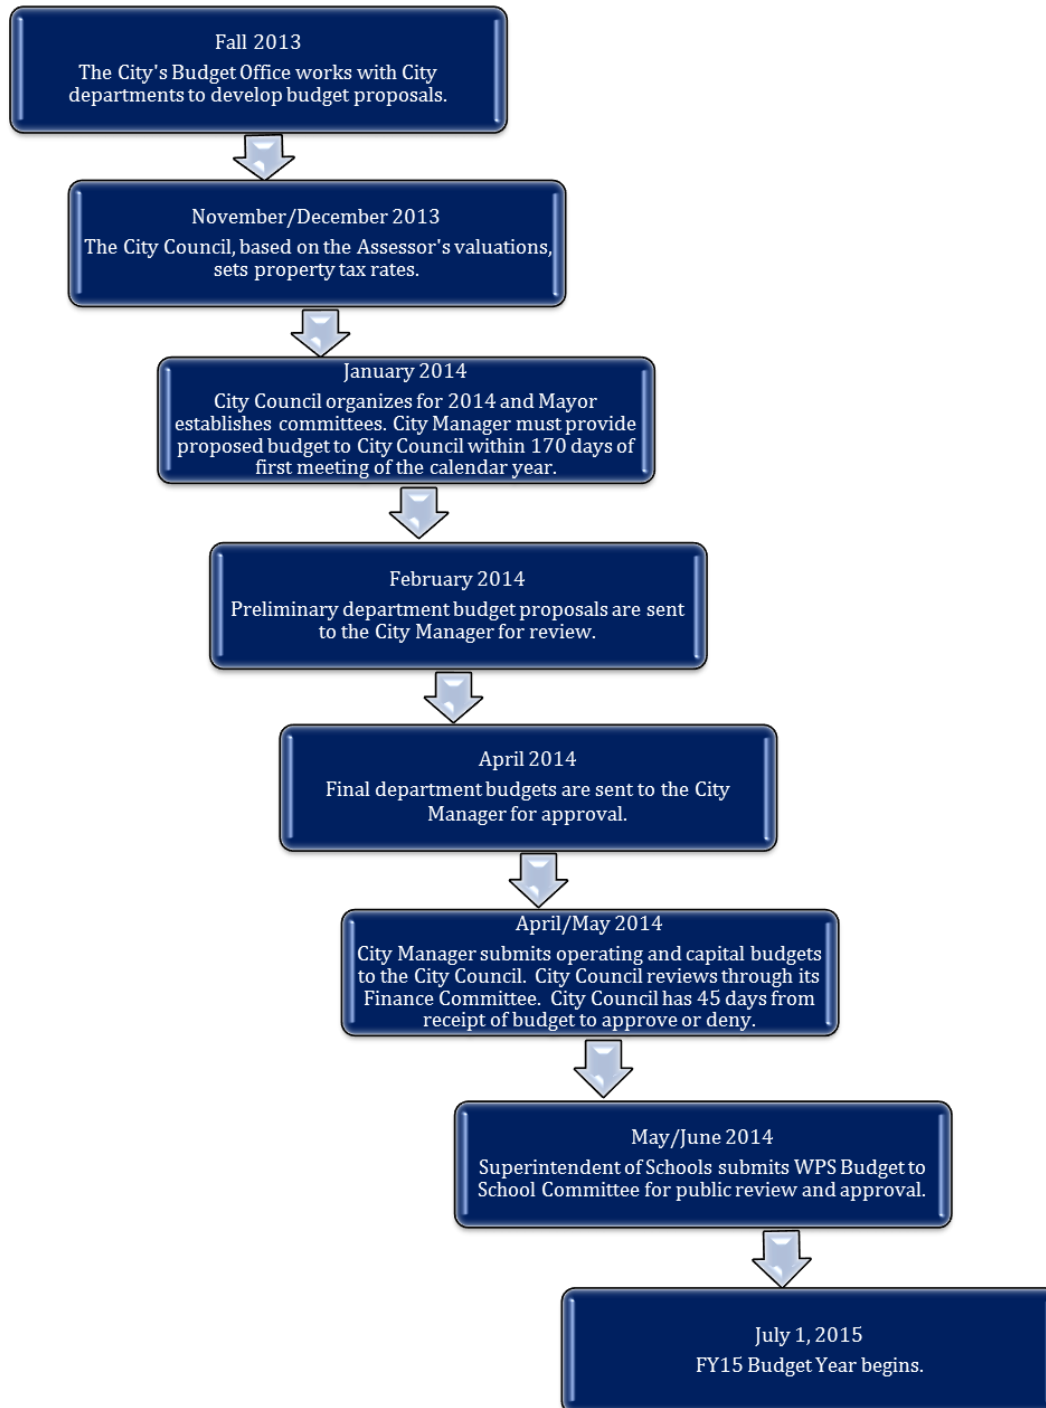 Fall 2013
The City's Budget Office works with City
departments to develop budget proposals.
November/December 2013
The City Council, based on the Assessor's valuations,
sets property tax rates.
January 2014
City Council organizes for 2014 and Mayor
establishes committees. City Manager must provide
proposed budget to City Council within 170 days of
first meeting of the calendar year.
February 2014
Preliminary department budget proposals are sent
to the City Manager for review.
April 2014
Final department budgets are sent to the City
Manager for approval.
April/May 2014
City Manager submits operating and capital budgets
to the City Council. City Council reviews through its
Finance Committee. City Council has 45 days from
receipt of budget to approve or deny.
May/June 2014
Superintendent of Schools submits WPS Budget to
School Committee for public review and approval.
July 1, 2015
FY15 Budget Year begins.